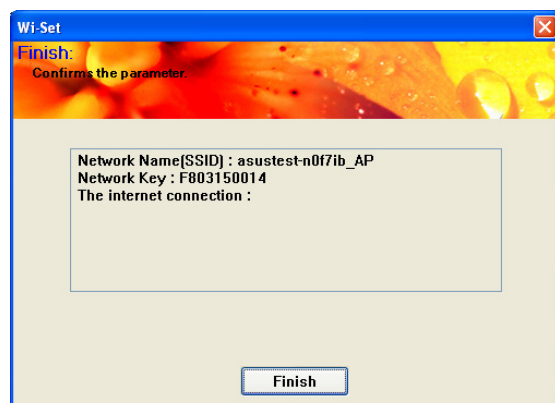 Wi-Set
Finish:
Confirms the parameter.
Network Name(SSID) : asustest-n0f7ib_AP
Network Key : F803150014
The internet connection :
Finish